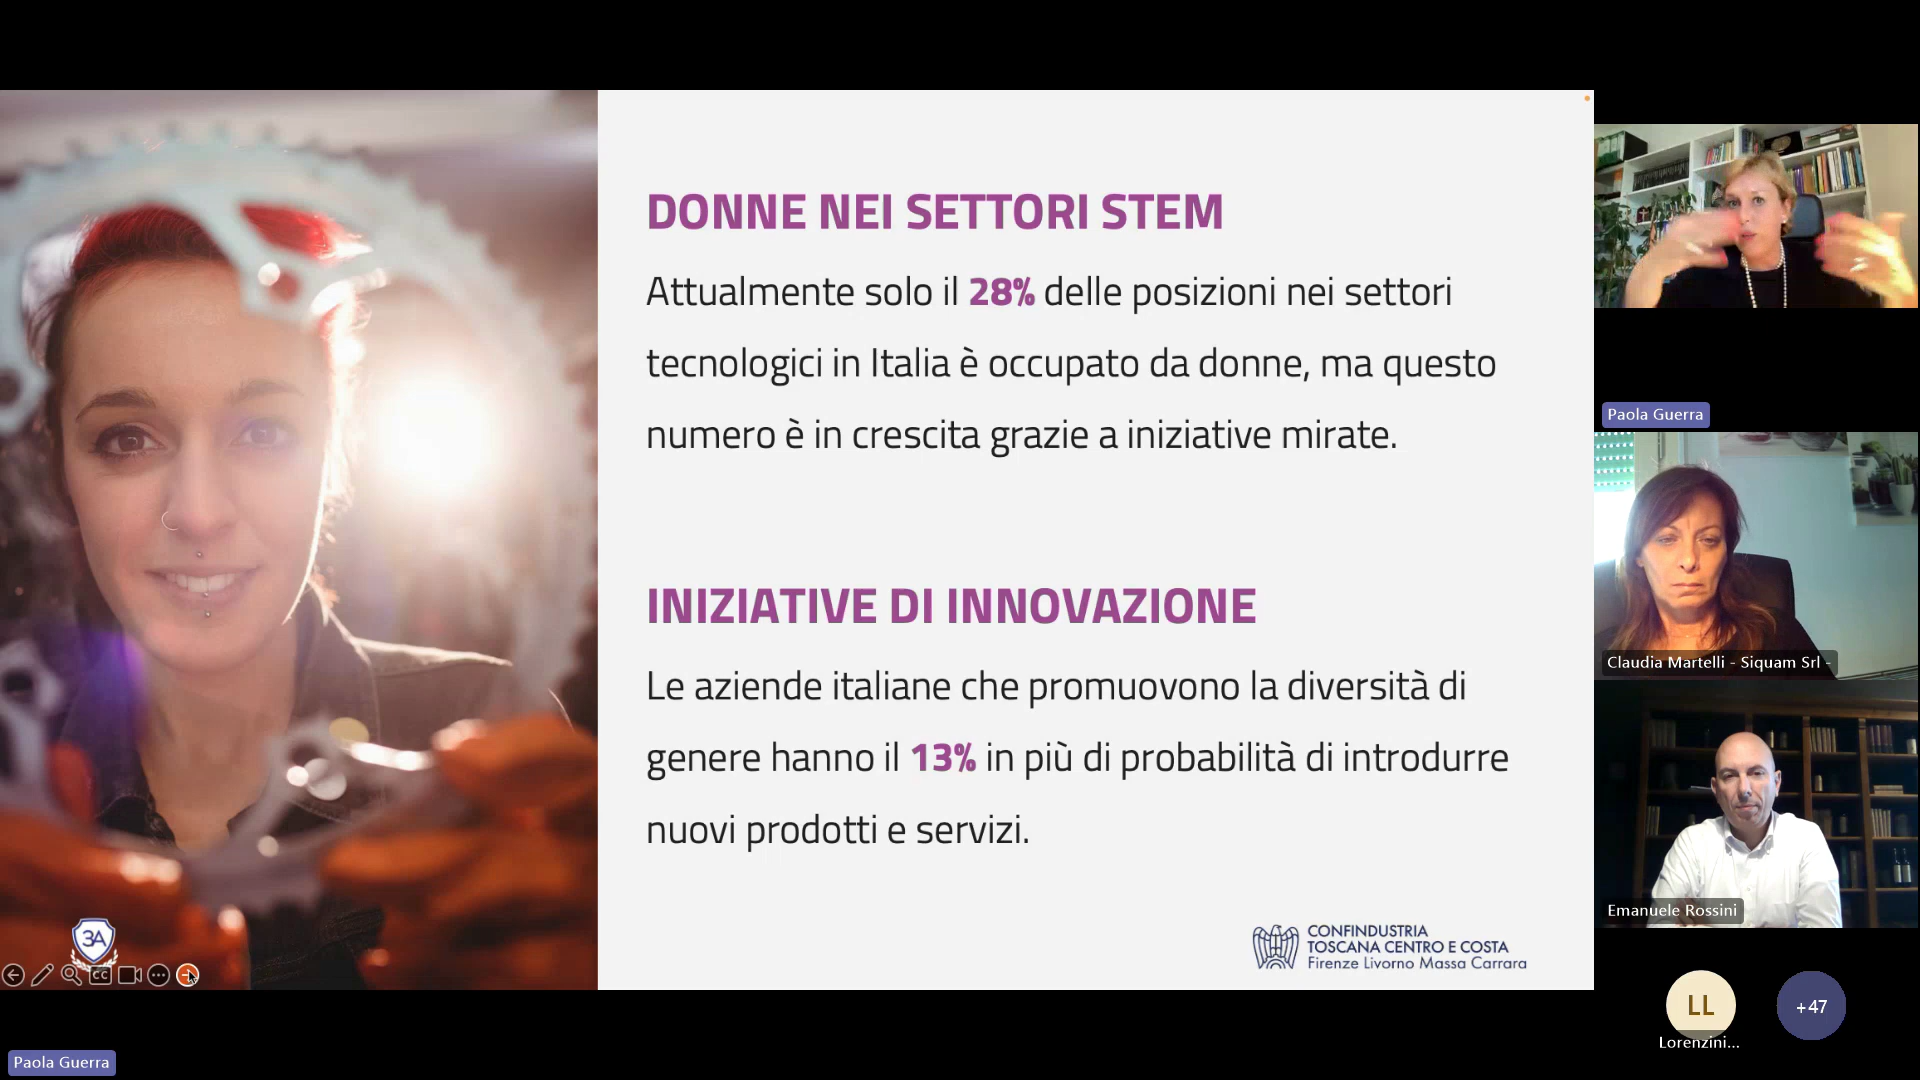 DONNE NEI SETTORI STEM
Attualmente solo il 28% delle posizioni nei settori
tecnologici in Italia è occupato da donne, ma questo
numero è in crescita grazie a iniziative mirate.
INIZIATIVE DI INNOVAZIONE
Le aziende italiane che promuovono la diversità di
genere hanno il 13% in più di probabilità di introdurre
nuovi prodotti e servizi.
3A
CC
CONFINDUSTRIA
TOSCANA CENTRO E COSTA
Firenze Livorno Massa Carrara
Paola Guerra
Paola Guerra
Claudia Martelli - Siquam Srl -
Emanuele Rossini
LL
Lorenzini...
+47